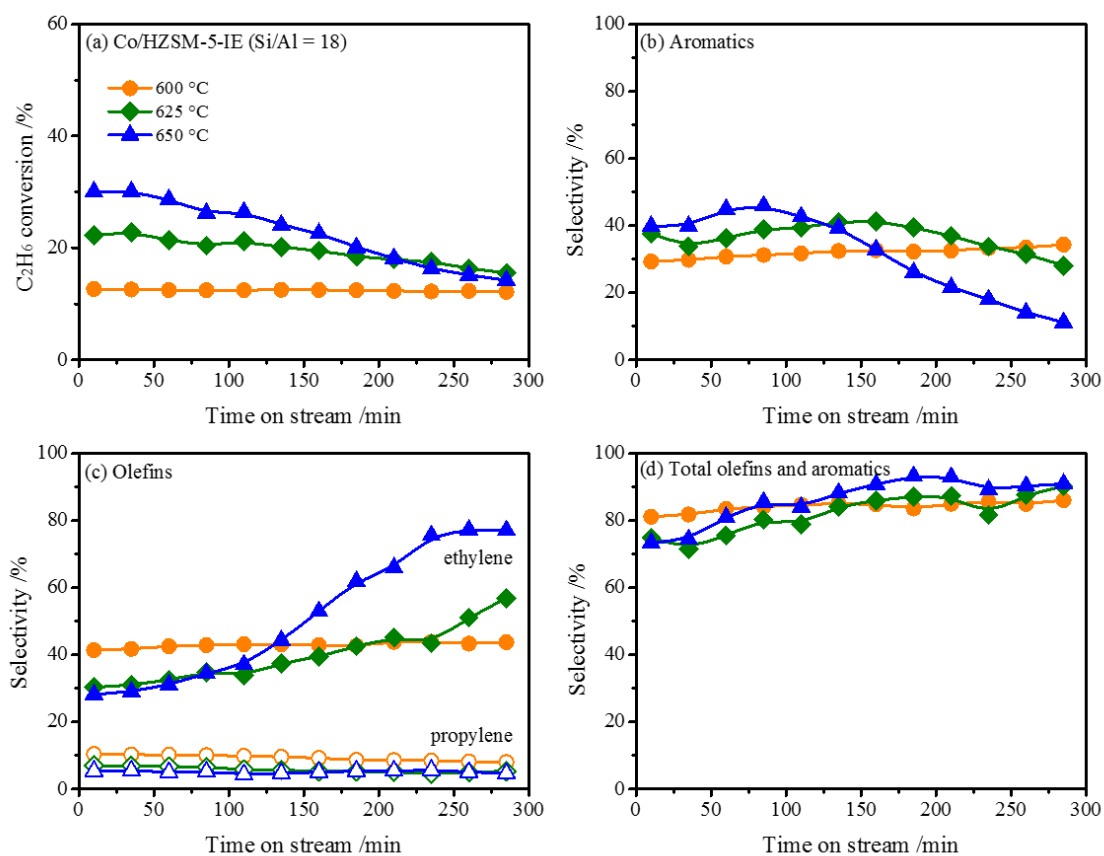 (a) Co/HZSM-5-IE (Si/Al = 18)
600 °C
625 °C
650 °C
C₂H₆ conversion /%
60
40
20
0
0 50 100 150 200 250 300
Time on stream /min
(b) Aromatics
Selectivity /%
100
80
60
40
20
0
0 50 100 150 200 250 300
Time on stream /min
(c) Olefins
ethylene
propylene
Selectivity /%
100
80
60
40
20
0
0 50 100 150 200 250 300
Time on stream /min
(d) Total olefins and aromatics
Selectivity /%
100
80
60
40
20
0
0 50 100 150 200 250 300
Time on stream /min